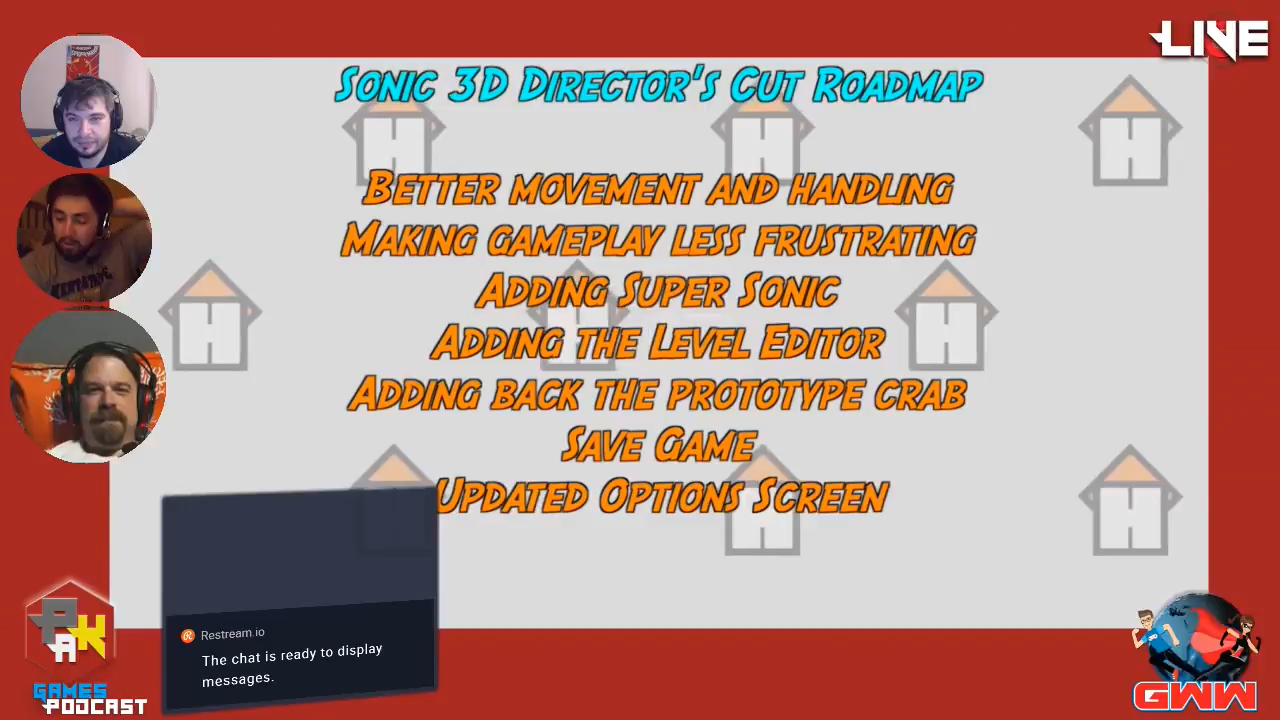 LIVE
SONIC 3D DIRECTOR'S CUT ROADMAP
BETTER MOVEMENT AND HANDLING
MAKING GAMEPLAY LESS FRUSTRATING
ADDING SUPER SONIC
ADDING THE LEVEL EDITOR
ADDING BACK THE PROTOTYPE CRAB
SAVE GAME
UPDATED OPTIONS SCREEN
Restream.io
The chat is ready to display
messages.
PAK
GAMES
PODCAST
GWW